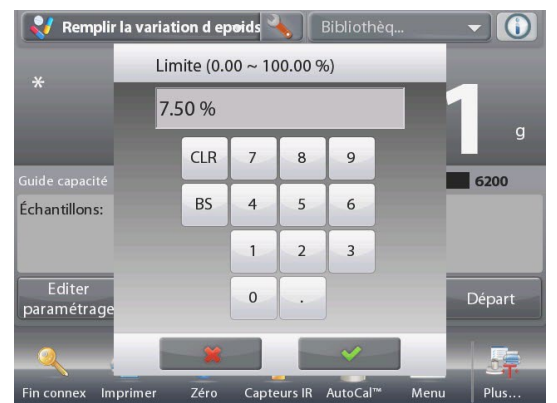 Remplir la variation d epoids
Bibliothèq...
Limite (0.00 ~ 100.00 %)
*
7.50 %
1
g
CLR 7 8 9
Guide capacité
6200
Échantillons:
BS 4 5 6
1 2 3
Editer
paramétrage
0 .
Départ
Fin connex Imprimer Zéro Capteurs IR AutoCal™ Menu Plus...